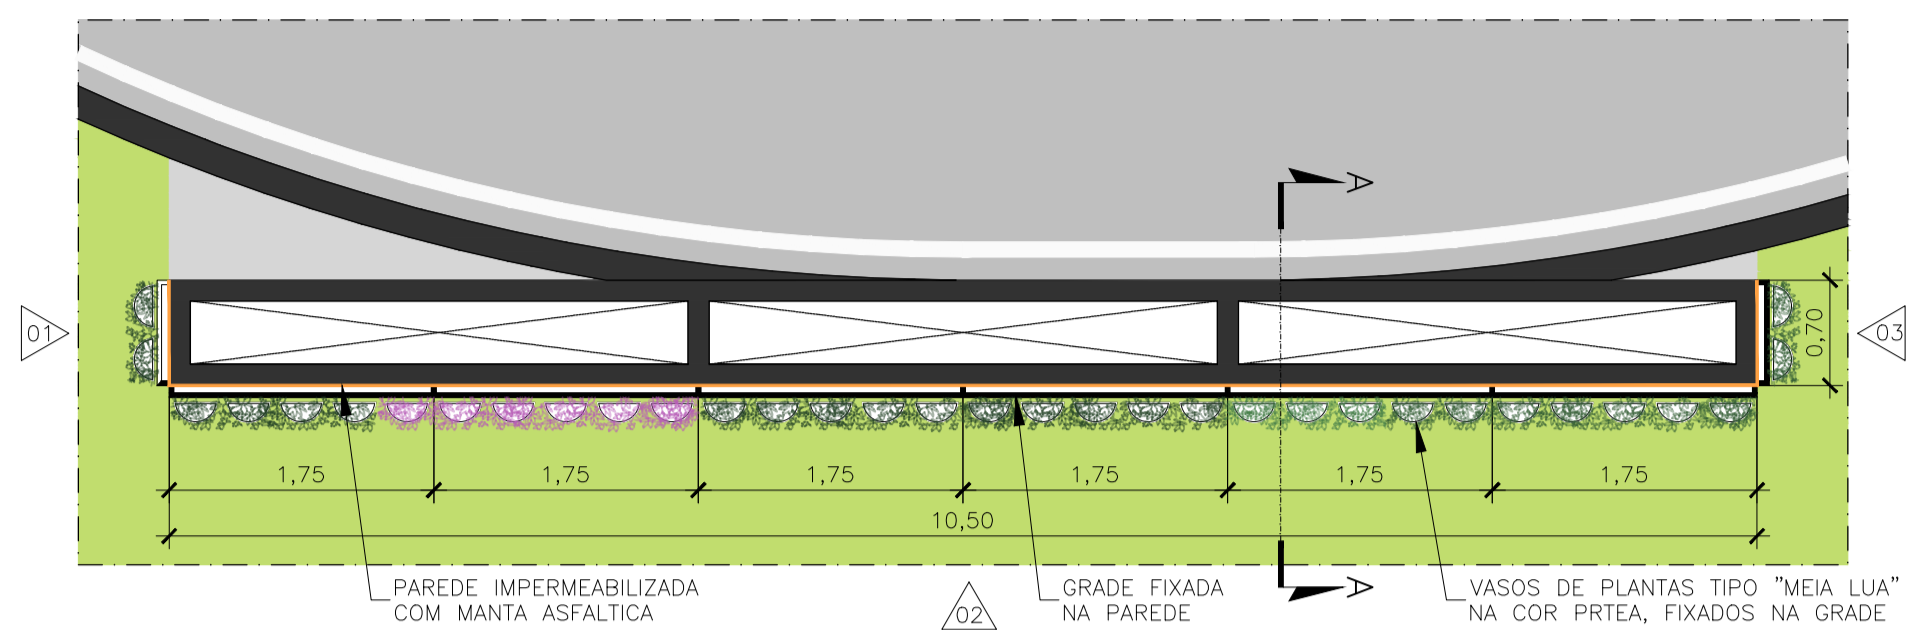 A
01
03
0,70
1,75
1,75
1,75
1,75
1,75
1,75
10,50
A
PAREDE IMPERMEABILIZADA
COM MANTA ASFALTICA
02
GRADE FIXADA
NA PAREDE
VASOS DE PLANTAS TIPO "MEIA LUA"
NA COR PRTEA, FIXADOS NA GRADE